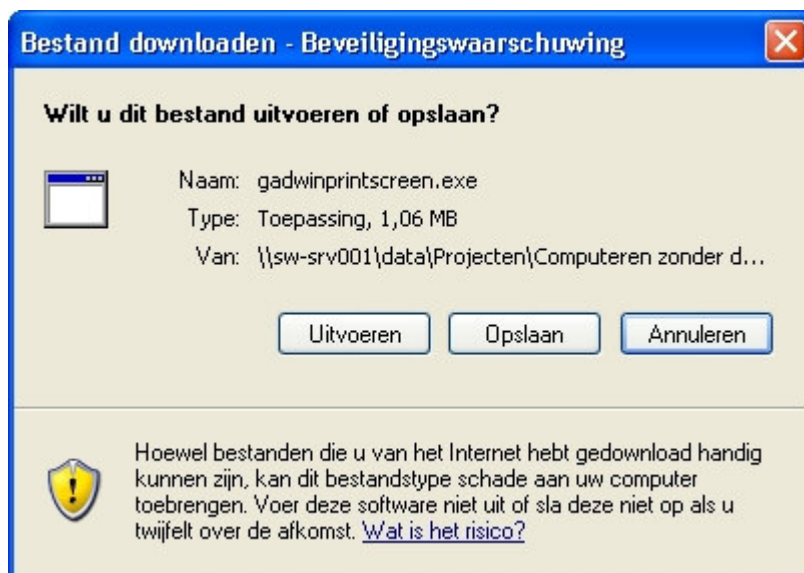 Bestand downloaden - Beveiligingswaarschuwing
Wilt u dit bestand uitvoeren of opslaan?
Naam: gadwinprintscreen.exe
Type: Toepassing, 1,06 MB
Van: \\sw-srv001\data\Projecten\Computeren zonder d...
Uitvoeren Opslaan Annuleren
Hoewel bestanden die u van het Internet hebt gedownload handig
kunnen zijn, kan dit bestandstype schade aan uw computer
toebrengen. Voer deze software niet uit of sla deze niet op als u
twijfelt over de afkomst. Wat is het risico?